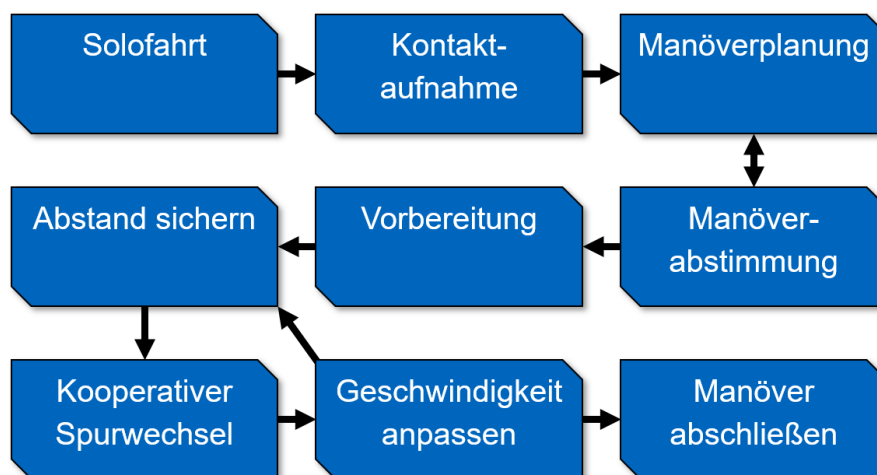 Solofahrt
Kontakt-
aufnahme
Manöverplanung
Abstand sichern
Vorbereitung
Manöver-
abstimmung
Kooperativer
Spurwechsel
Geschwindigkeit
anpassen
Manöver
abschließen